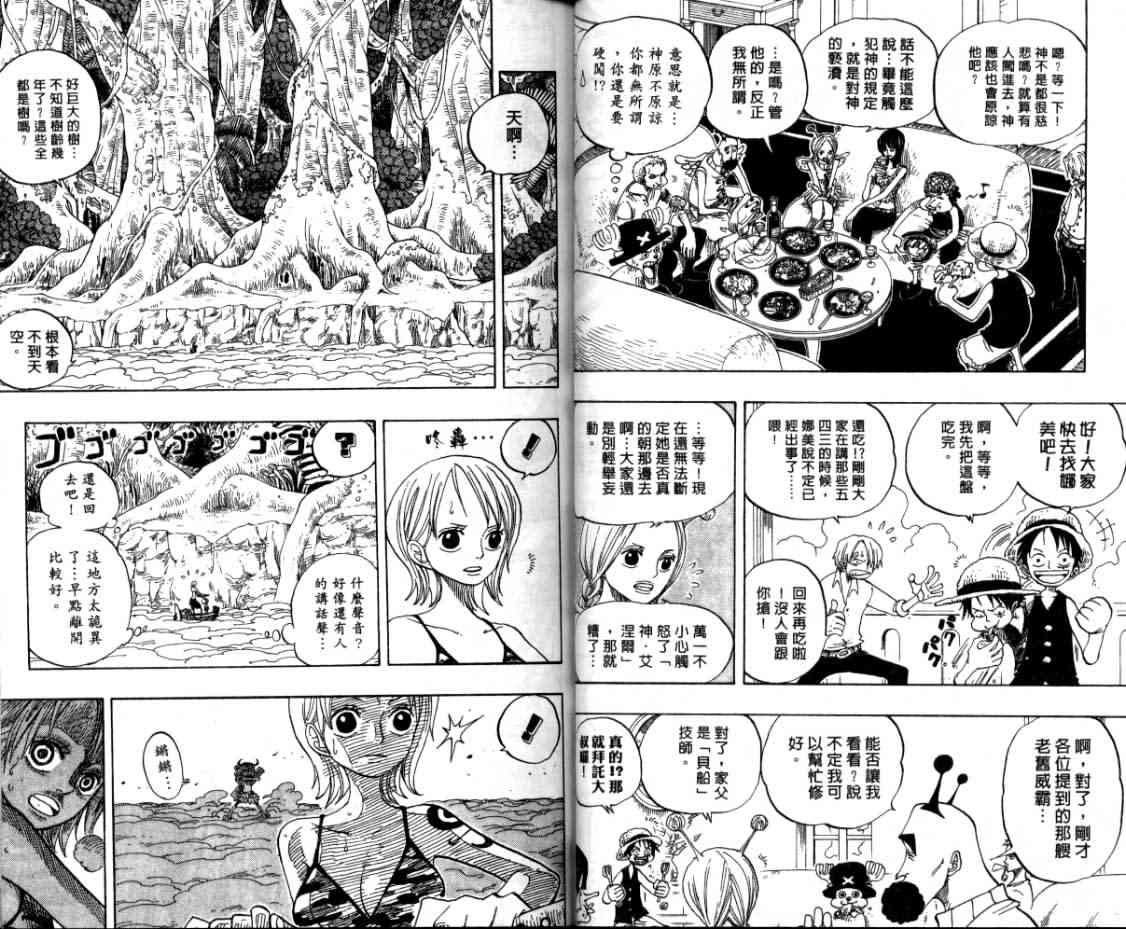 嗯？等一下！
神不是都很慈
悲嗎？就算有
人闖進去，神
應該也會原諒
他吧？
話不能這麼
說…畢竟觸
犯神的規定
，就是對神
的褻瀆。
…是嗎？管
他的，反正
我無所謂。
意思就是…
神原不原諒
你都無所謂
，你還是要
硬闖！？
好！大家
快去找娜
美吧！
啊，等等，
我先把這盤
吃完。
還吃！？剛剛大
家在講那些五
四三的時候，
娜美說不定已
經出事了……
喂！
回來再吃啦
！沒人會跟
你搶！
パク。
パク。
…等等！現
在還無法斷
定她是否真
的朝那邊去
啊…大家還
是別輕舉妄
動。
萬一不
小心觸
怒了「
神．艾
涅爾」
，那就
糟了…
啊，對了，剛才
各位提到的那艘
老舊威霸…
能否讓我
看看？說
不定我可
以幫忙修
好。
對了，家父
是「貝船」
技師。
真的！？那
就拜託大
叔囉！
天啊…
好巨大的樹…
不知道樹齡幾
年了？這些全
都是樹嗎？
根本看
不到天
空。
！
咚轟…
？
ゴゴゴゴゴゴゴ
什麼聲音？
好像還有人
的講話聲…
還是回
去吧！
這地方太詭異
了…早點離開
比較好。
！
鏘鏘…